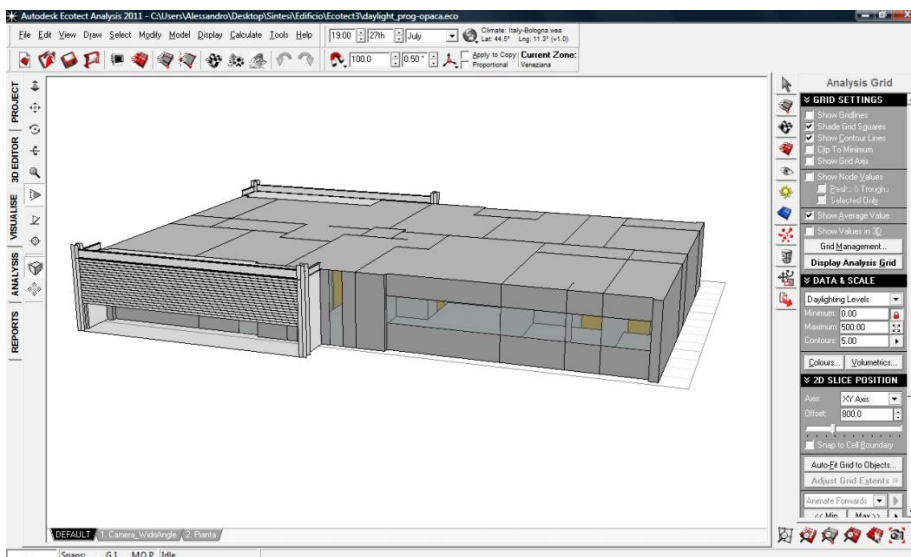 Autodesk Ecotect Analysis 2011 - C:\Users\Alessandro\Desktop\Sintesi\Edificio\Ecotect3\daylight_prog-opaca.eco
File Edit View Draw Select Modify Model Display Calculate Tools Help
19:00 27th July
Climate: Italy-Bologna.wea
Lat: 44.5° Lng: 11.3° (+1.0)
100.0 0.50 °
Apply to Copy
Proportional
Current Zone:
Veneziana
PROJECT
3D EDITOR
VISUALISE
ANALYSIS
REPORTS
Analysis Grid
GRID SETTINGS
Show Gridlines
Shade Grid Squares
Show Contour Lines
Clip To Minimum
Show Grid Axis
Show Node Values
Peaks & Troughs
Selected Only
Show Average Value
Show Values in 3D
Grid Management...
Display Analysis Grid
DATA & SCALE
Daylighting Levels
Minimum: 0.00
Maximum: 500.00
Contours: 5.00
Colours... Volumetrics...
2D SLICE POSITION
Axis: XY Axis
Offset: 800.0
Snap to Cell Boundary
Auto-Fit Grid to Objects...
Adjust Grid Extents »
Animate Forwards
<< Min Max >>
DEFAULT 1. Camera_WideAngle 2. Pianta
Snaps: G I M O P Idle